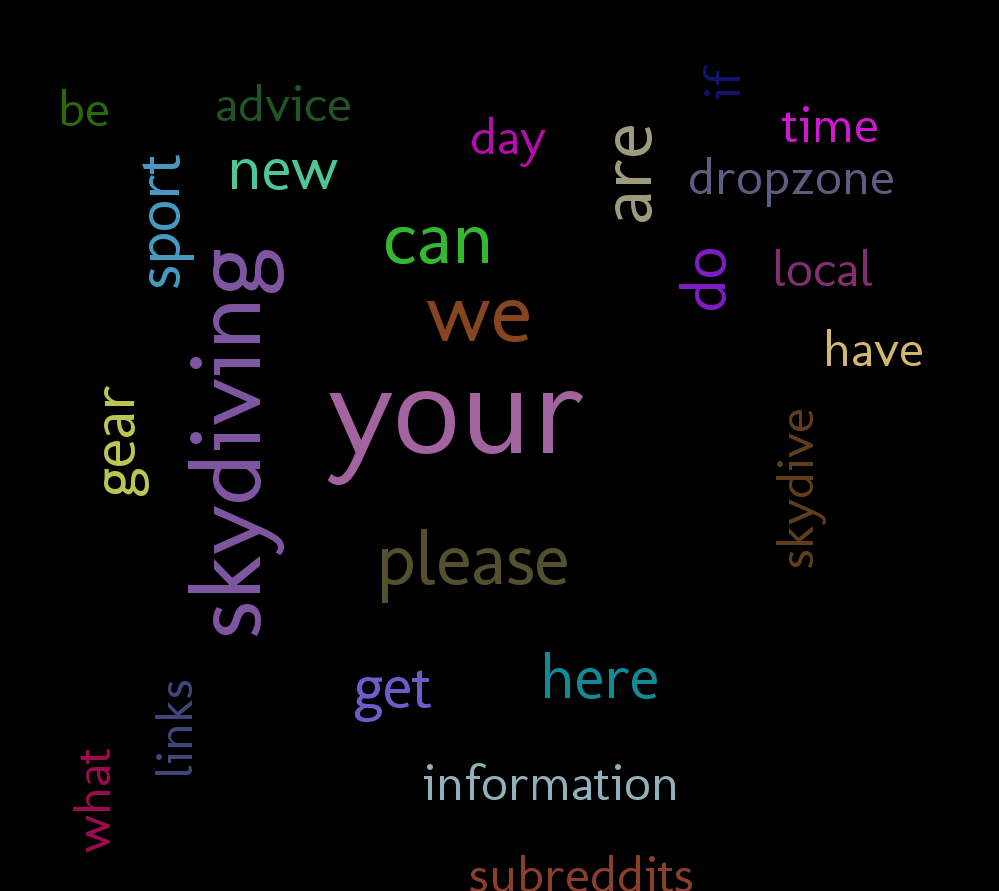 if
be
advice
time
day
are
new
dropzone
sport
can
do
local
skydiving
we
have
your
gear
skydive
please
here
get
links
information
what
subreddits